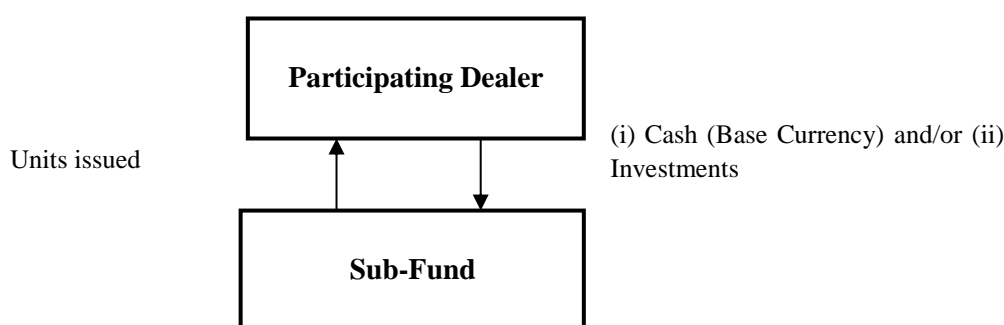 Participating Dealer
Units issued
(i) Cash (Base Currency) and/or (ii)
Investments
Sub-Fund